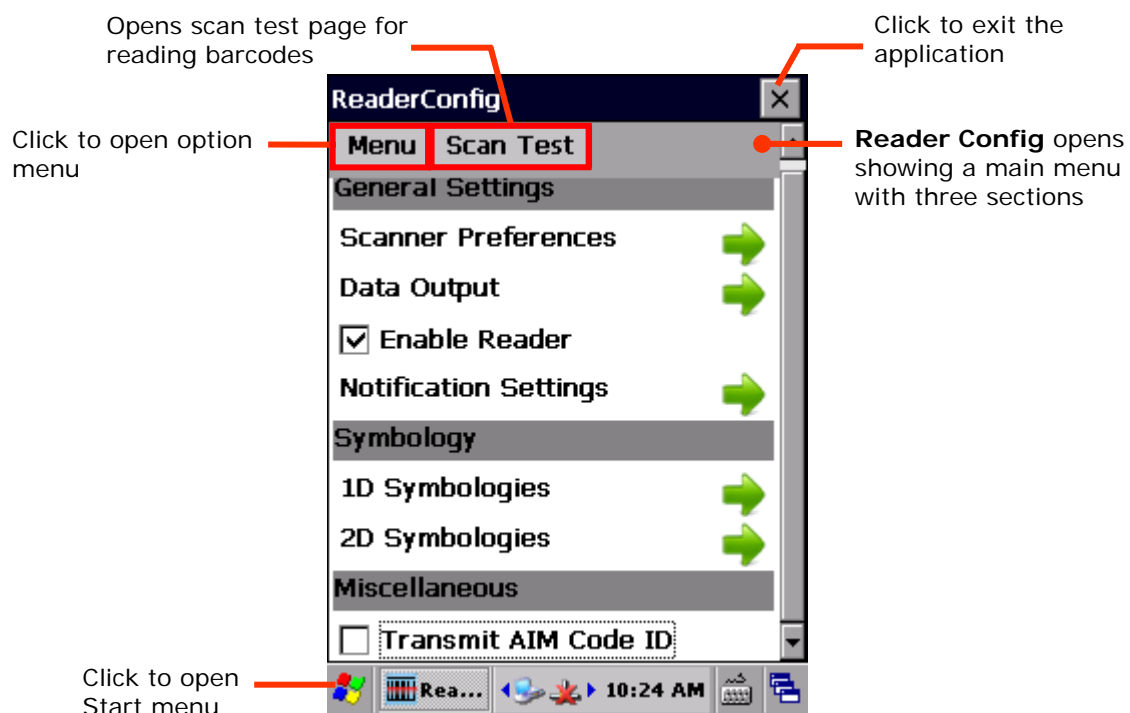 Opens scan test page for
reading barcodes
Click to exit the
application
ReaderConfig
Click to open option
menu
Menu Scan Test
Reader Config opens
showing a main menu
with three sections
General Settings
Scanner Preferences
Data Output
Enable Reader
Notification Settings
Symbology
1D Symbologies
2D Symbologies
Miscellaneous
Transmit AIM Code ID
Click to open
Start menu
Rea... 10:24 AM